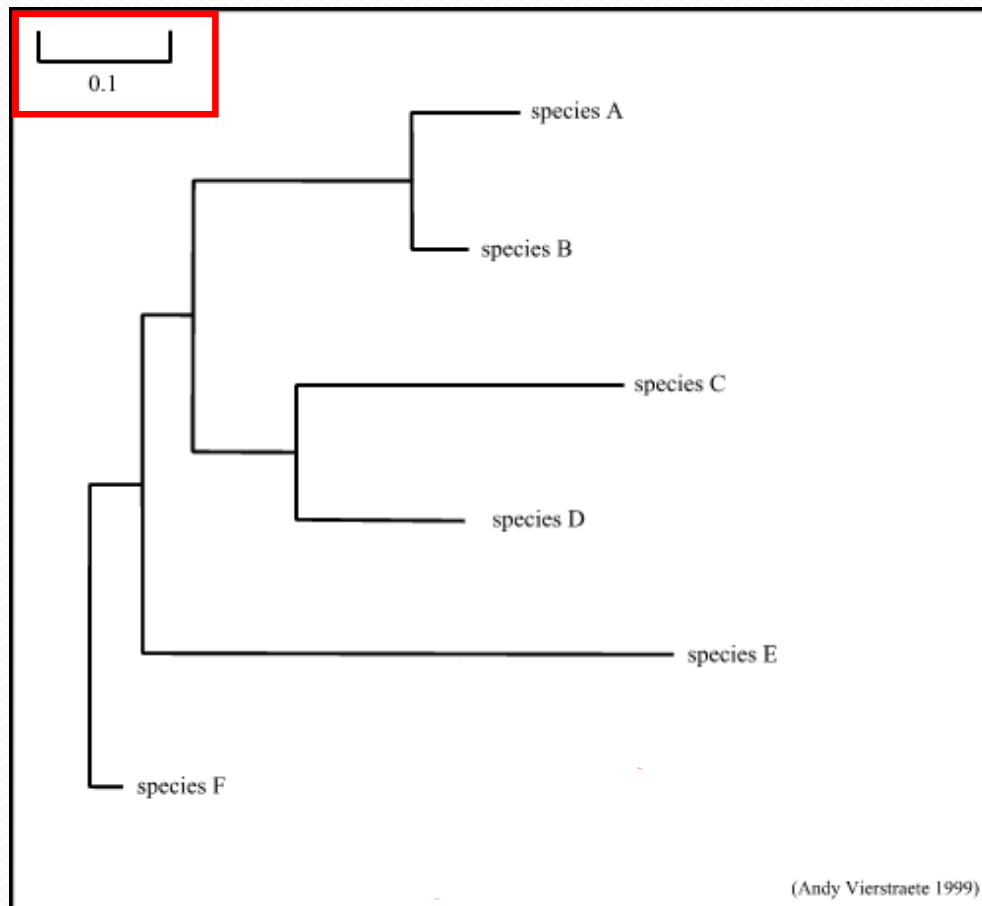 0.1
species A
species B
species C
species D
species E
species F
(Andy Vierstraete 1999)